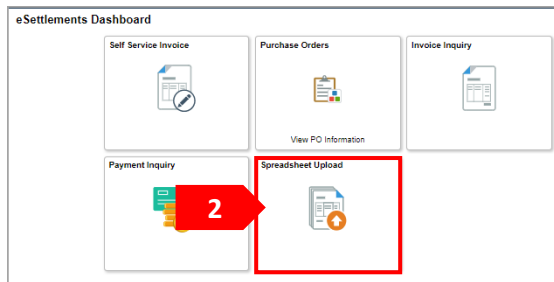 eSettlements Dashboard
Self Service Invoice
Purchase Orders
Invoice Inquiry
View PO Information
Payment Inquiry
Spreadsheet Upload
2